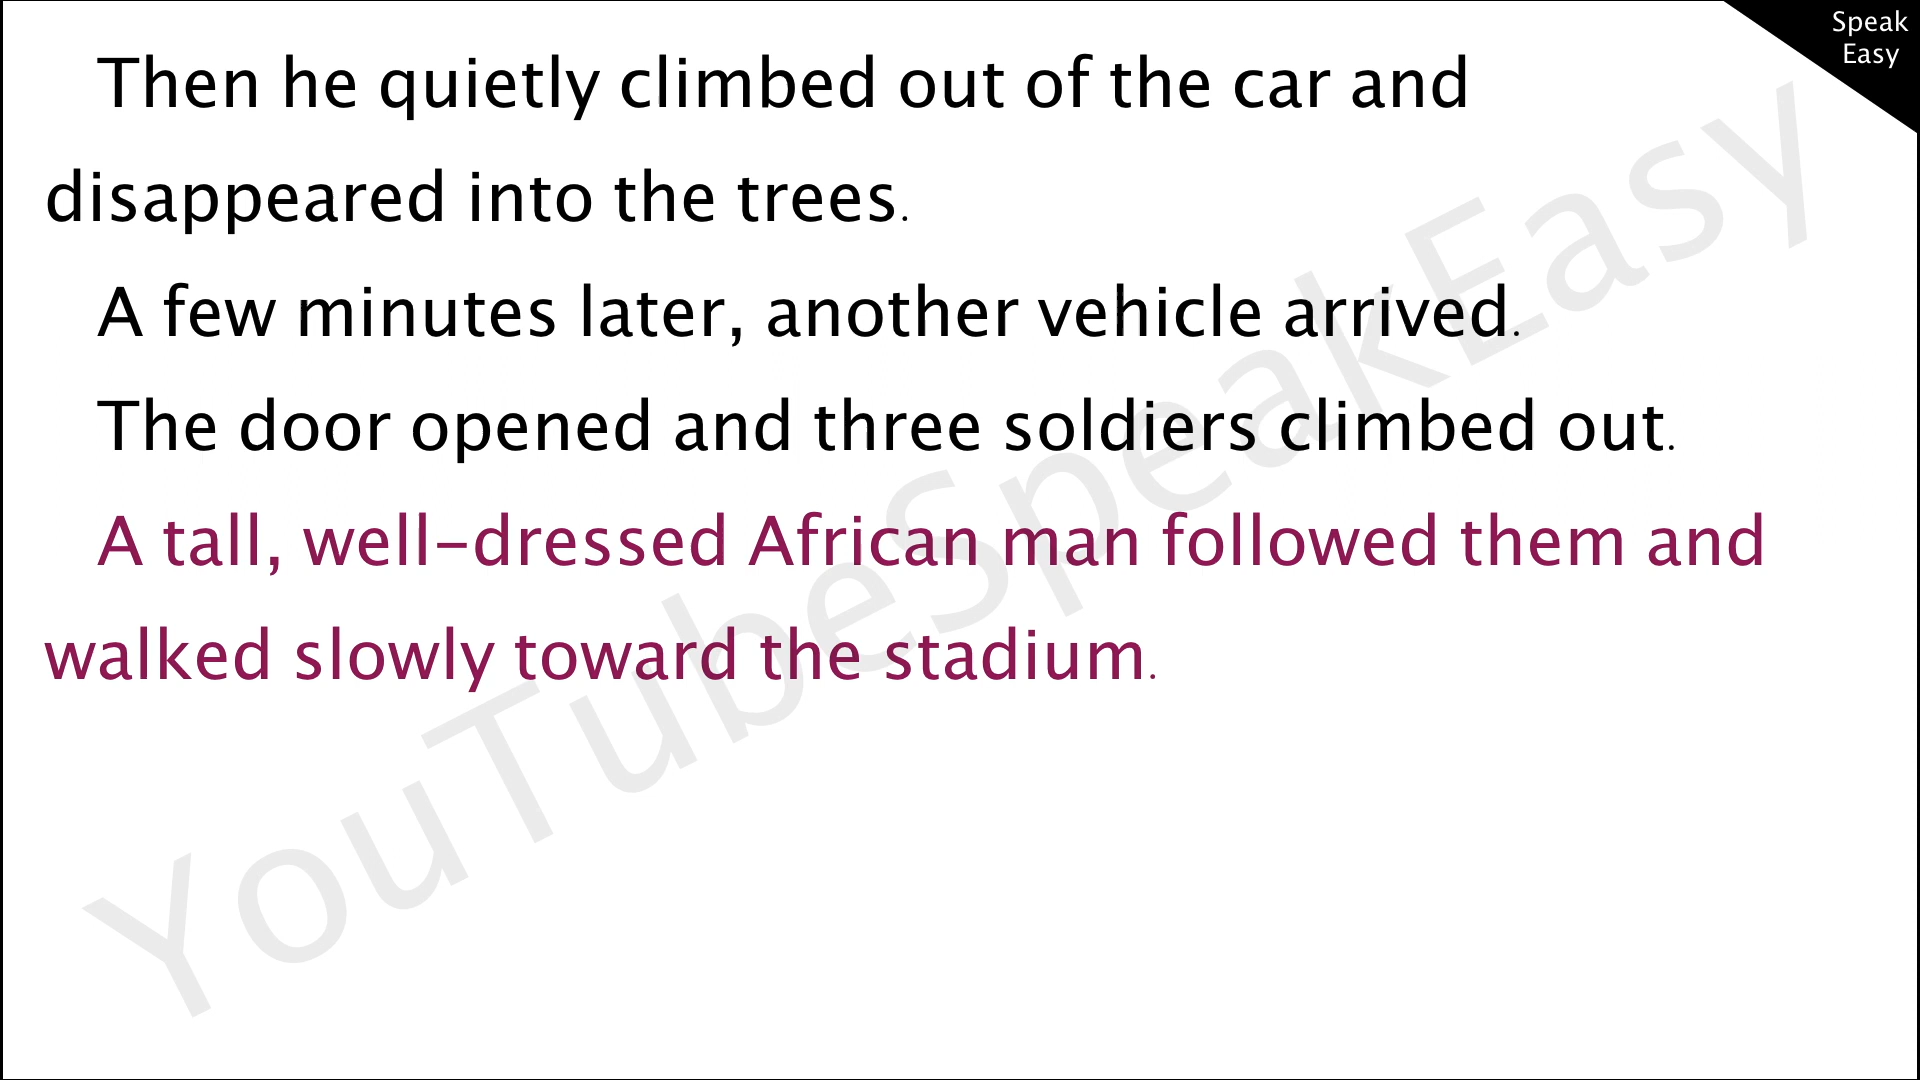 Speak
Easy
Then he quietly climbed out of the car and
disappeared into the trees.
A few minutes later, another vehicle arrived.
The door opened and three soldiers climbed out.
A tall, well-dressed African man followed them and
walked slowly toward the stadium.
YouTubeSpeakEasy